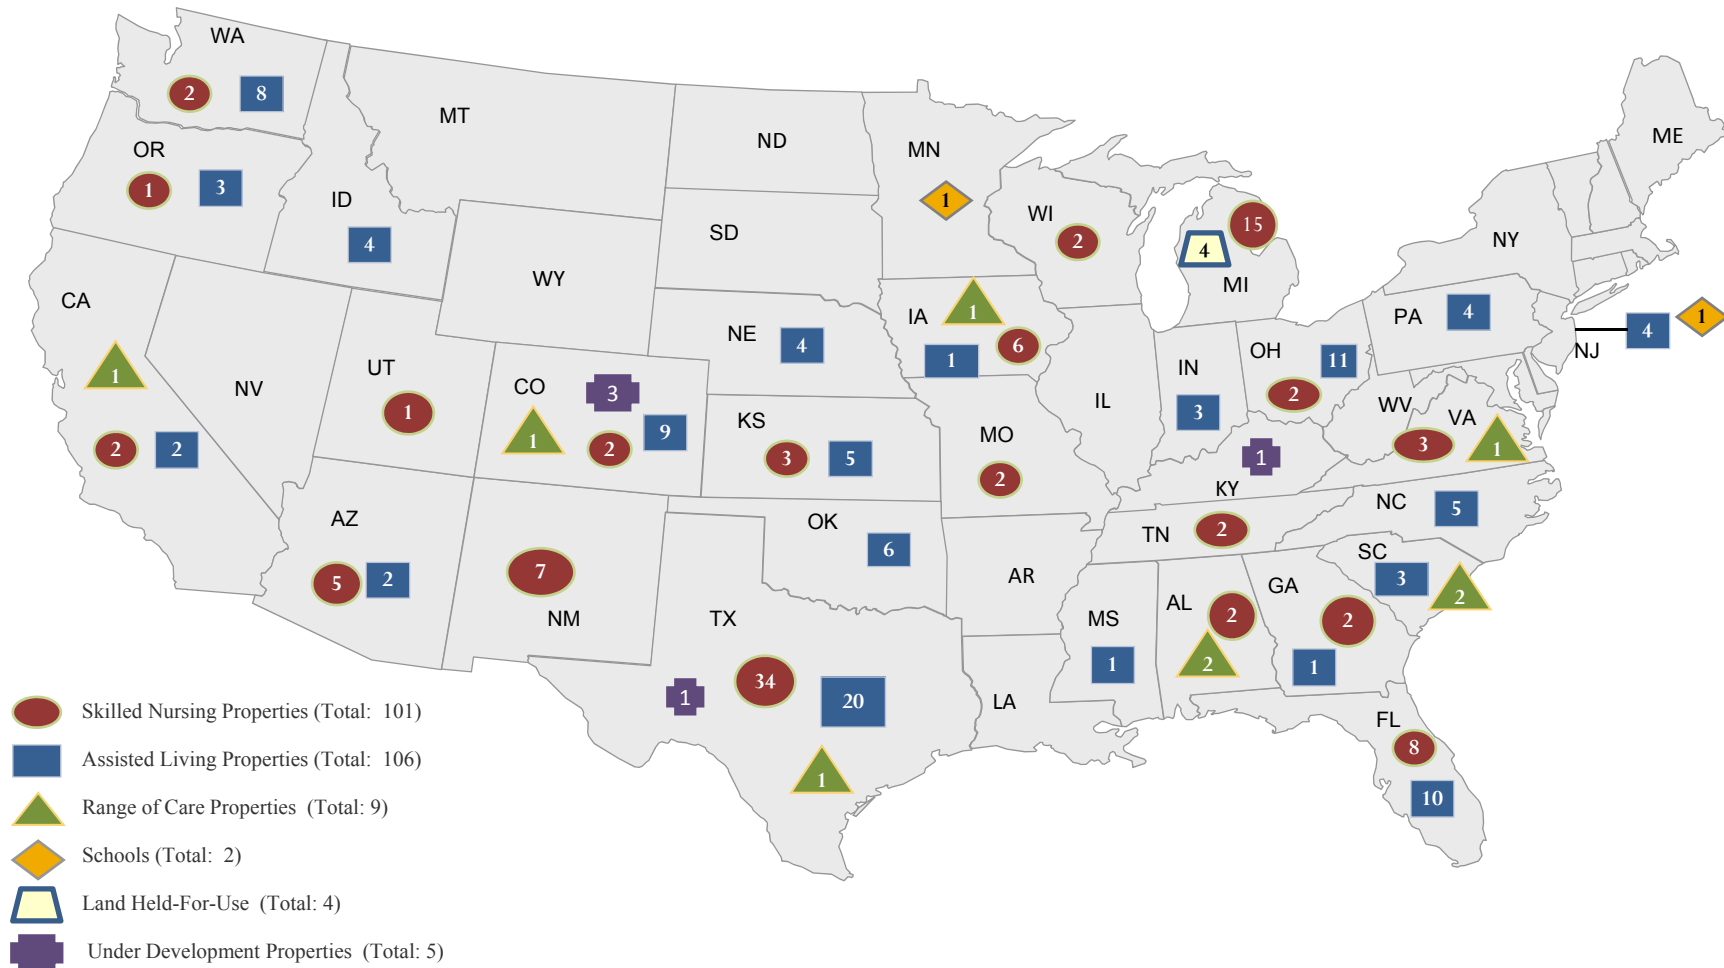 WA
2 8
MT
ND
MN
1
ME
OR
1 3
ID
4
SD
WI
2
15
4
MI
NY
WY
CA
1
2 2
NV
UT
1
CO
3
1 2 9
NE
4
IA
1
1 6
IL
IN
3
OH
11
2
PA
4
NJ
4
1
KS
3 5
MO
2
KY
1
WV
VA
3 1
AZ
5 2
NM
7
OK
6
AR
TN
2
NC
5
SC
3
2
TX
34
1 20
1
LA
MS
1
AL
2
2
GA
2
1
FL
8
10
Skilled Nursing Properties (Total: 101)
Assisted Living Properties (Total: 106)
Range of Care Properties (Total: 9)
Schools (Total: 2)
Land Held-For-Use (Total: 4)
Under Development Properties (Total: 5)